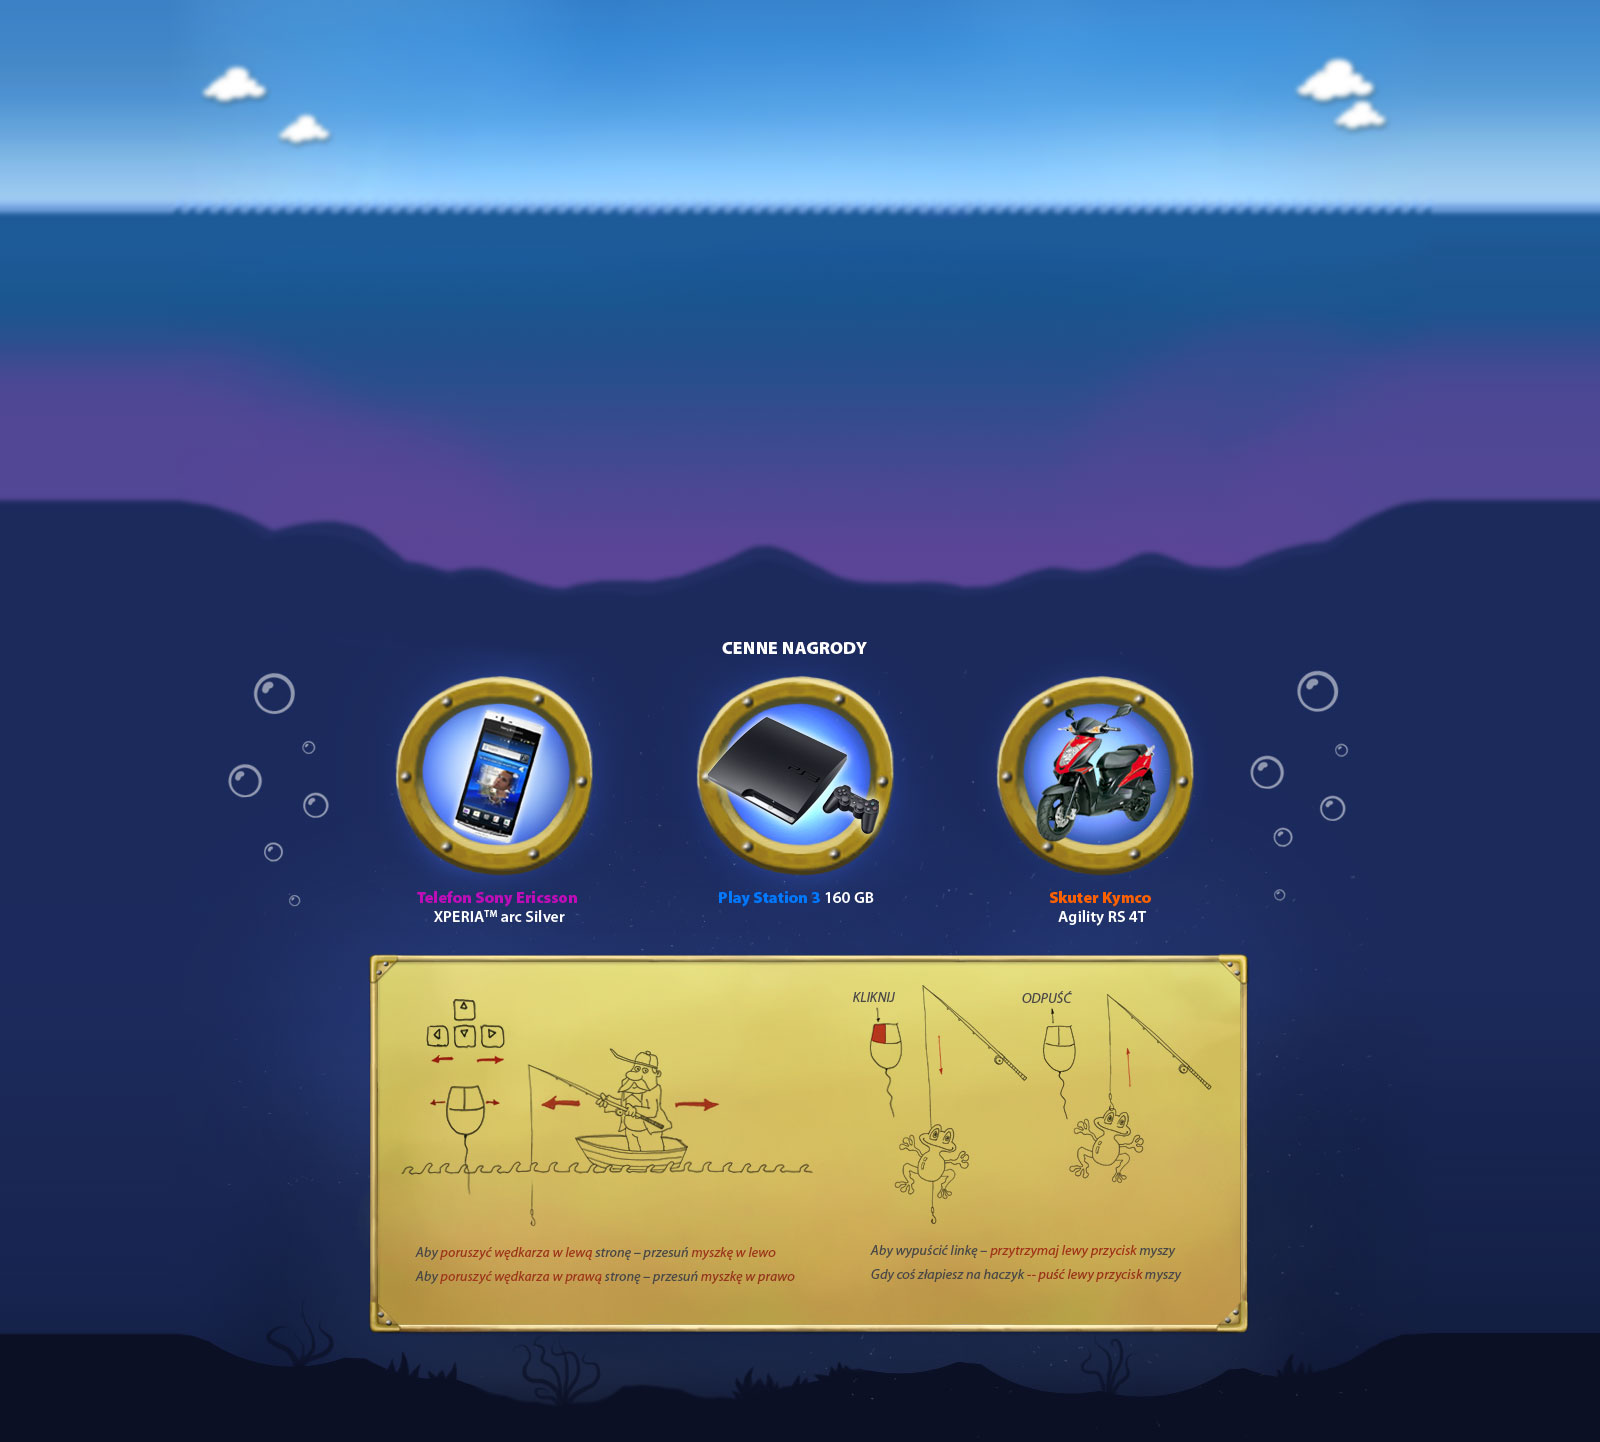 CENNE NAGRODY
Telefon Sony Ericsson
XPERIA™ arc Silver
Play Station 3 160 GB
Skuter Kymco
Agility RS 4T
KLIKNIJ
ODPUŚĆ
Aby poruszyć wędkarza w lewą stronę – przesuń myszkę w lewo
Aby poruszyć wędkarza w prawą stronę – przesuń myszkę w prawo
Aby wypuścić linkę – przytrzymaj lewy przycisk myszy
Gdy coś złapiesz na haczyk -- puść lewy przycisk myszy